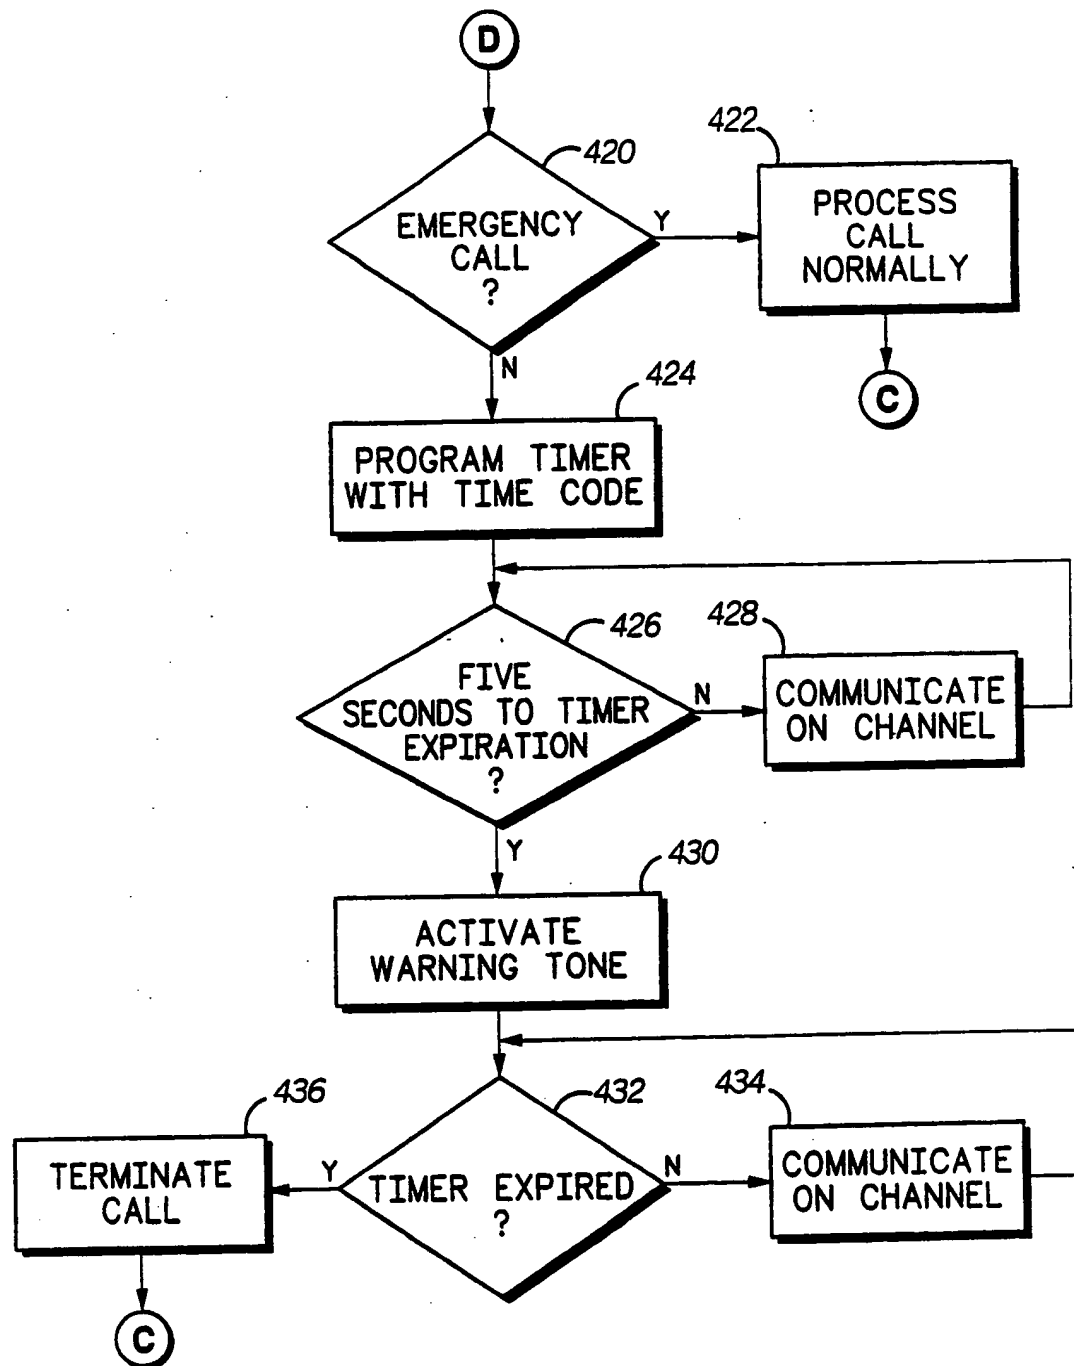 D
420
EMERGENCY
CALL
?
Y
N
422
PROCESS
CALL
NORMALLY
C
424
PROGRAM TIMER
WITH TIME CODE
426
FIVE
SECONDS TO TIMER
EXPIRATION
?
N
Y
428
COMMUNICATE
ON CHANNEL
430
ACTIVATE
WARNING TONE
432
TIMER EXPIRED
?
Y
N
434
COMMUNICATE
ON CHANNEL
436
TERMINATE
CALL
C